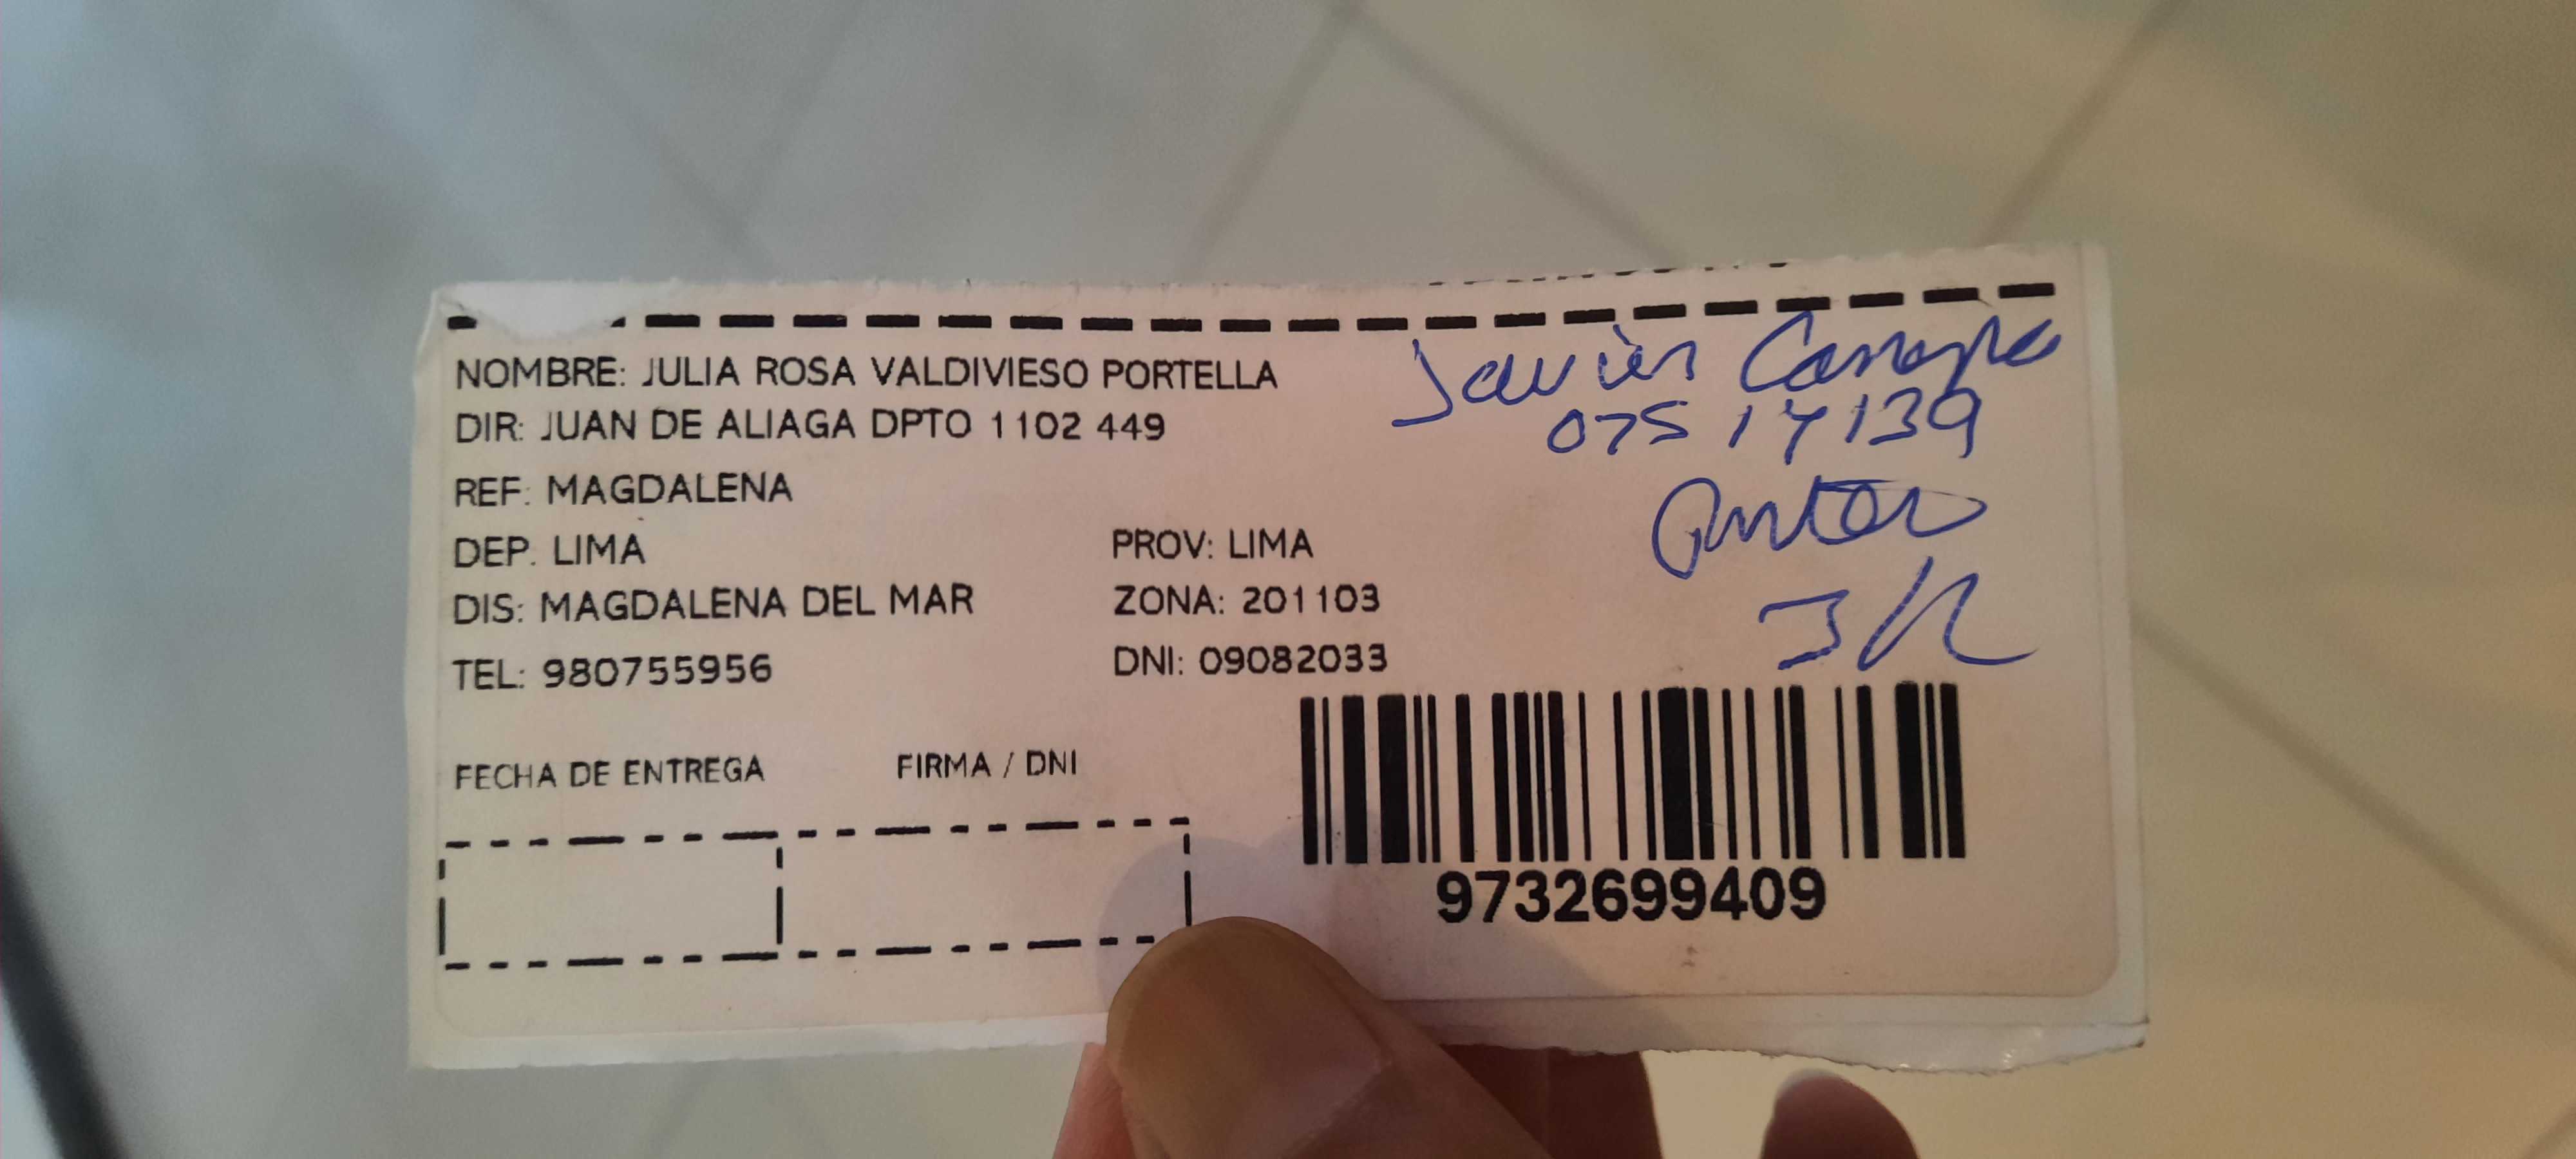 NOMBRE: JULIA ROSA VALDIVIESO PORTELLA
DIR: JUAN DE ALIAGA DPTO 1102 449
REF: MAGDALENA
DEP: LIMA PROV: LIMA
DIS: MAGDALENA DEL MAR ZONA: 201103
TEL: 980755956 DNI: 09082033
FECHA DE ENTREGA FIRMA / DNI
Javier
07514139
9732699409